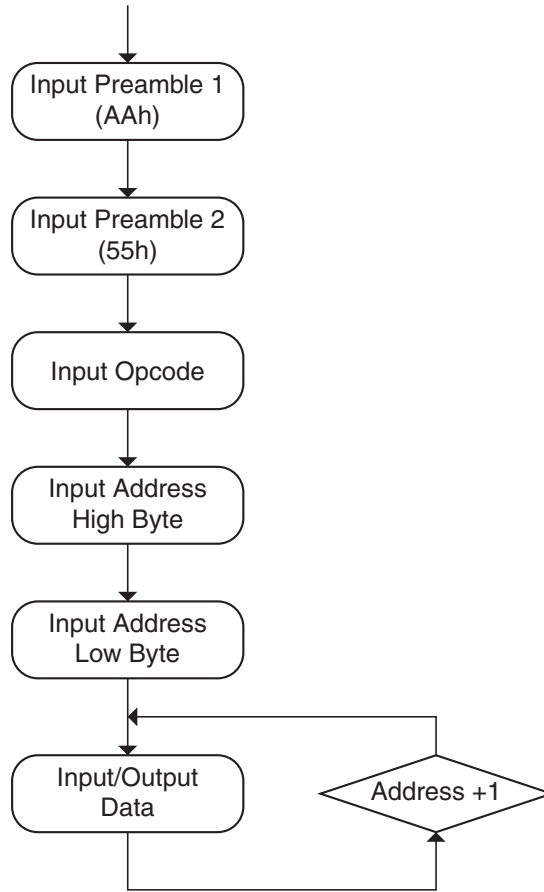 Input Preamble 1
(AAh)
Input Preamble 2
(55h)
Input Opcode
Input Address
High Byte
Input Address
Low Byte
Input/Output
Data
Address +1